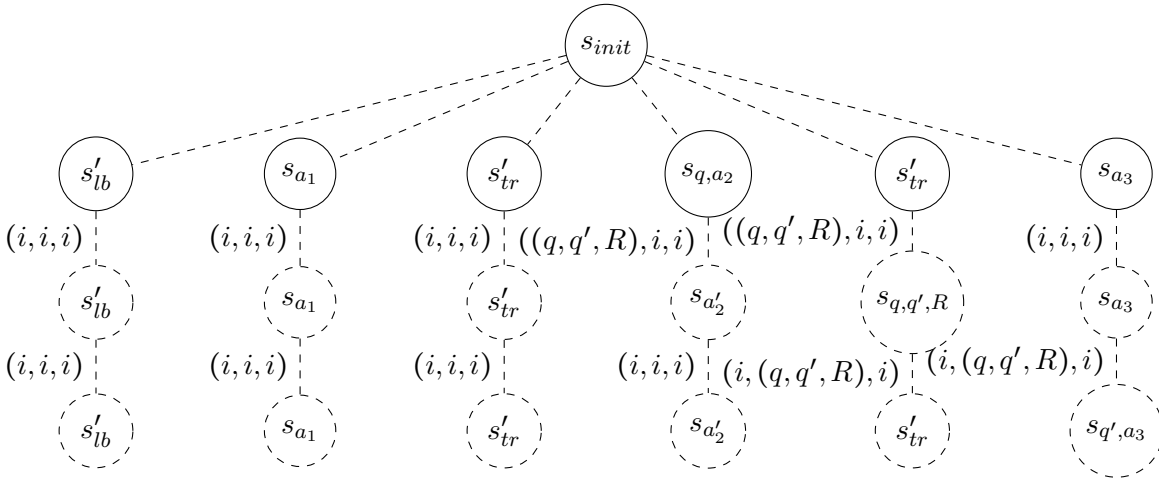 s_{init}
s'_{lb} s_{a_1} s'_{tr} s_{q,a_2} s'_{tr} s_{a_3}
(i, i, i) (i, i, i) (i, i, i) ((q, q', R), i, i) ((q, q', R), i, i) (i, i, i)
s'_{lb} s_{a_1} s'_{tr} s_{a'_2} s_{q,q',R} s_{a_3}
(i, i, i) (i, i, i) (i, i, i) (i, i, i) (i, (q, q', R), i) (i, (q, q', R), i)
s'_{lb} s_{a_1} s'_{tr} s_{a'_2} s'_{tr} s_{q',a_3}